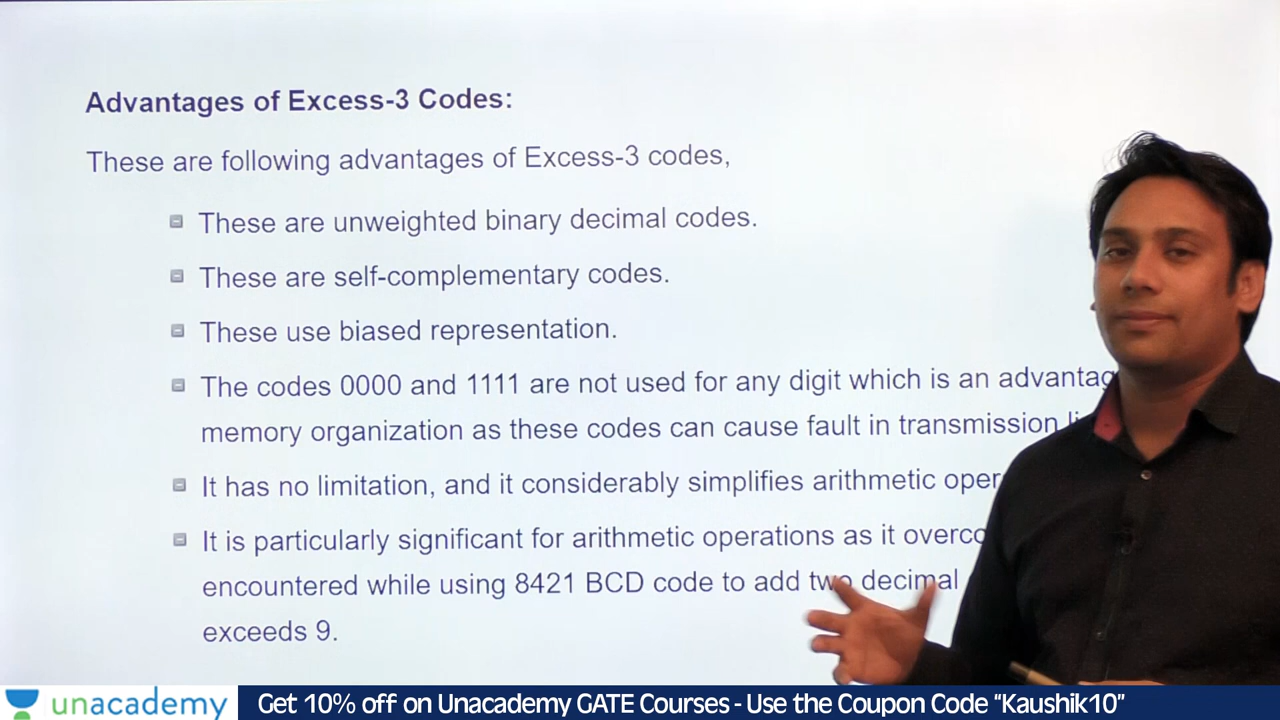 Advantages of Excess-3 Codes:
These are following advantages of Excess-3 codes,
These are unweighted binary decimal codes.
These are self-complementary codes.
These use biased representation.
The codes 0000 and 1111 are not used for any digit which is an
memory organization as these codes can cause fault in transmission
It has no limitation, and it considerably simplifies arithmetic
It is particularly significant for arithmetic operations as it
encountered while using 8421 BCD code to add two decimal
exceeds 9.
unacademy
Get 10% off on Unacademy GATE Courses - Use the Coupon Code “Kaushik10”